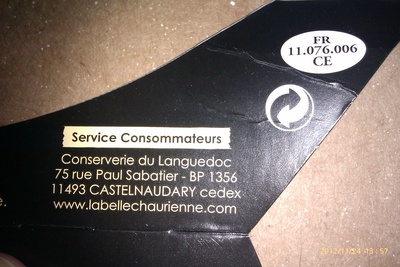 FR
11.076.006
CE
Service Consommateurs
Conserverie du Languedoc
75 rue Paul Sabatier - BP 1356
11493 CASTELNAUDARY cedex
www.labellechaurienne.com